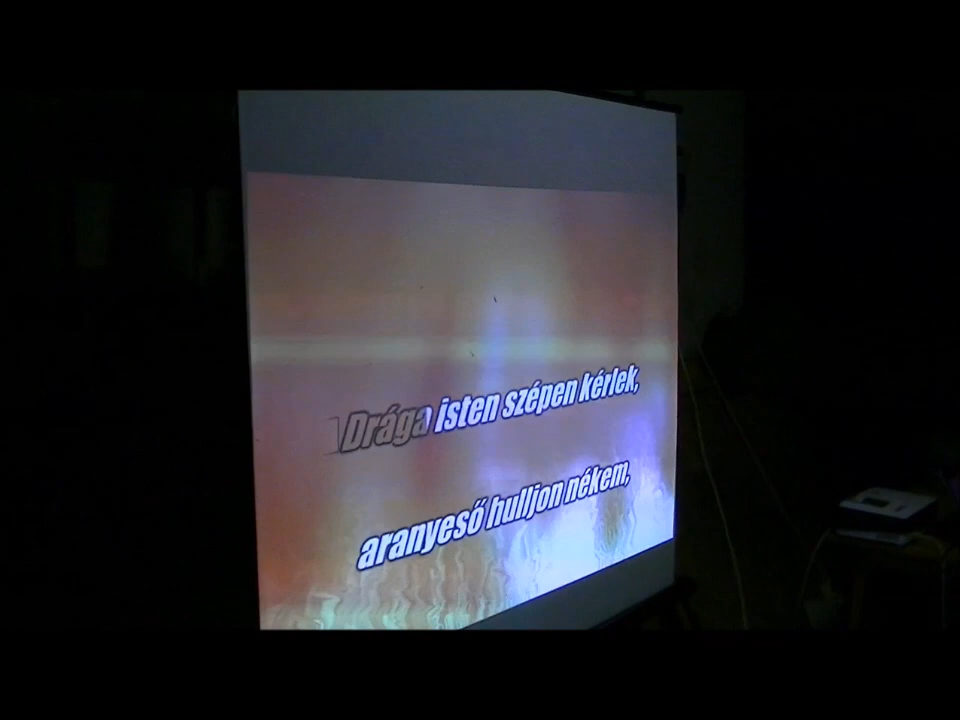 Drága isten szépen kérlek,
aranyeső hulljon nékem,